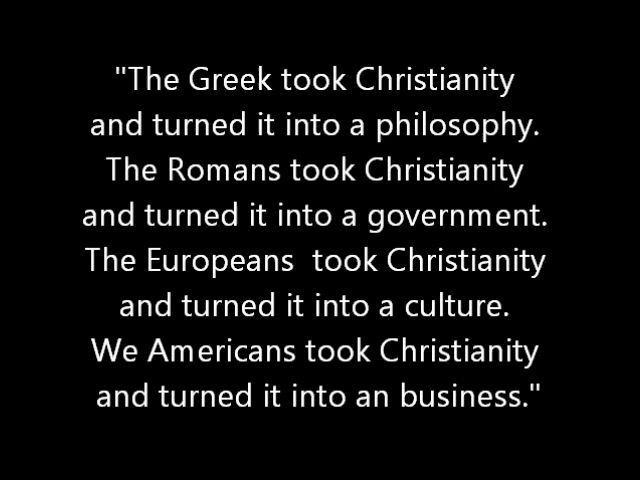 "The Greek took Christianity
and turned it into a philosophy.
The Romans took Christianity
and turned it into a government.
The Europeans  took Christianity
and turned it into a culture.
We Americans took Christianity
and turned it into an business."